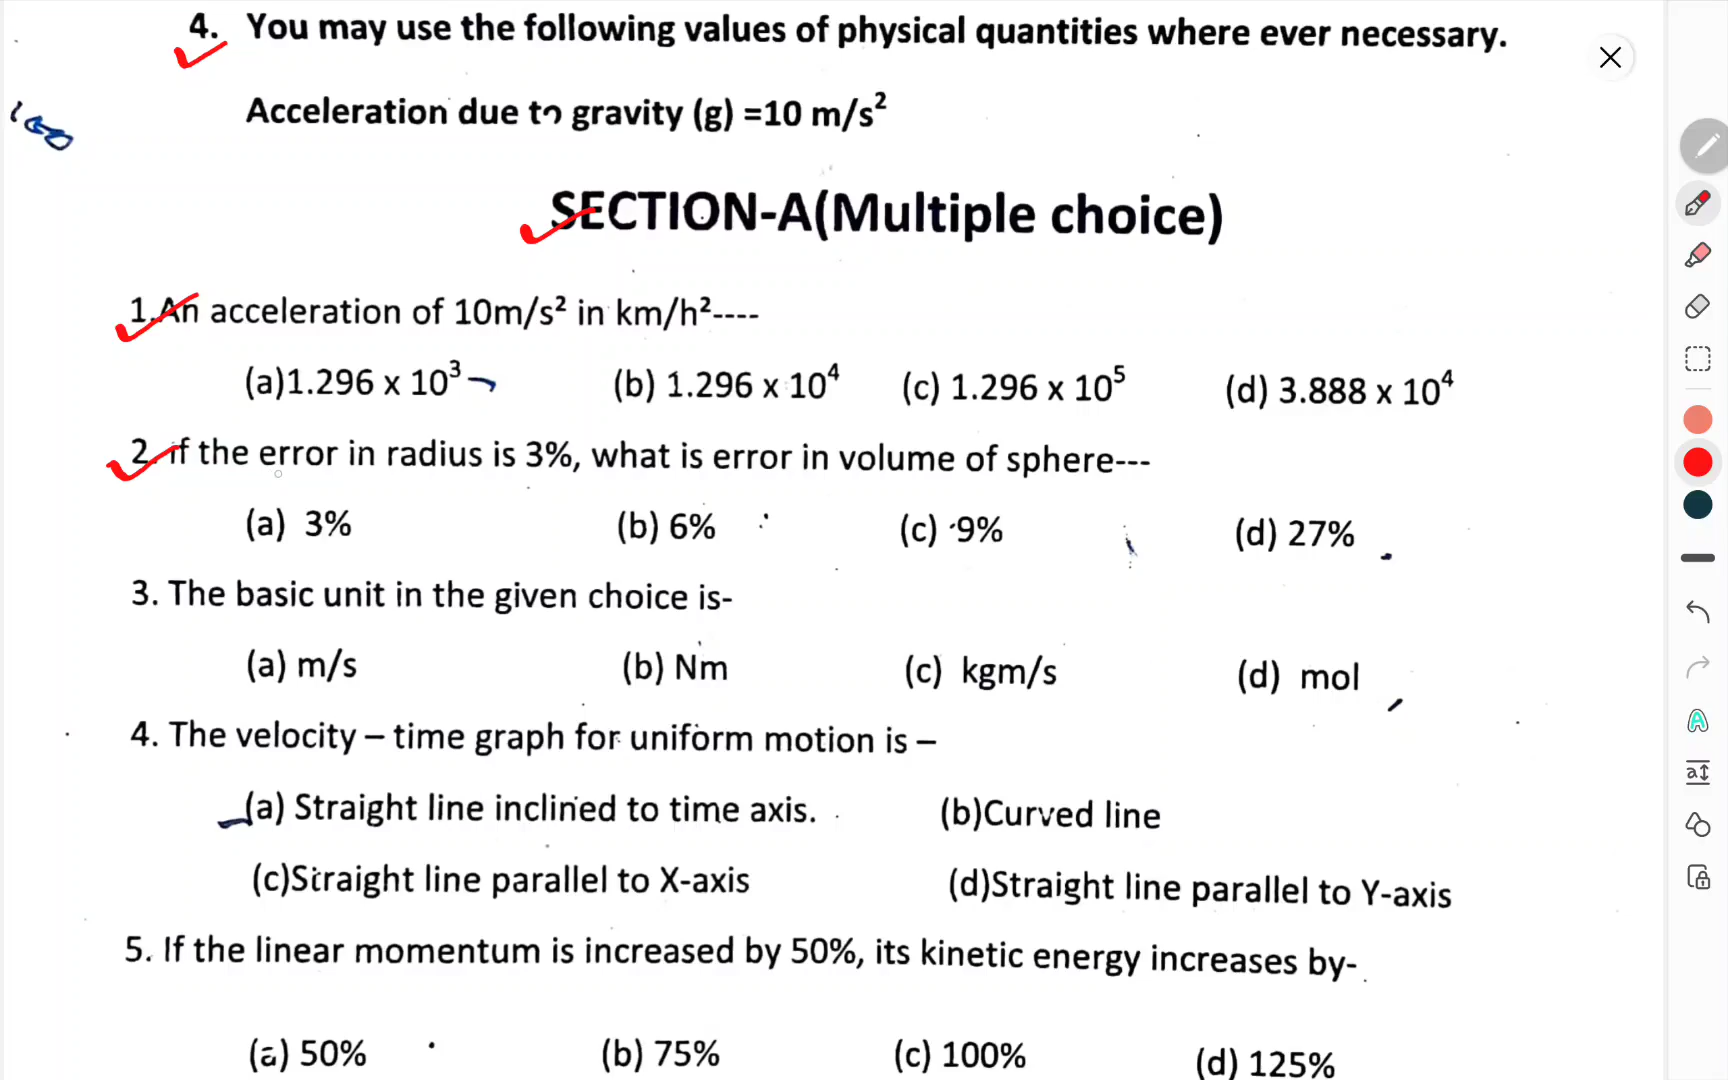 4. You may use the following values of physical quantities where ever necessary.
Acceleration due to gravity (g) =10 m/s²
SECTION-A(Multiple choice)
1.An acceleration of 10m/s² in km/h²----
(a)1.296 x 10³ (b) 1.296 x 10⁴ (c) 1.296 x 10⁵ (d) 3.888 x 10⁴
2. if the error in radius is 3%, what is error in volume of sphere---
(a) 3% (b) 6% (c) 9% (d) 27%
3. The basic unit in the given choice is-
(a) m/s (b) Nm (c) kgm/s (d) mol
4. The velocity – time graph for uniform motion is –
(a) Straight line inclined to time axis. (b)Curved line
(c)Straight line parallel to X-axis (d)Straight line parallel to Y-axis
5. If the linear momentum is increased by 50%, its kinetic energy increases by-
(a) 50% (b) 75% (c) 100% (d) 125%